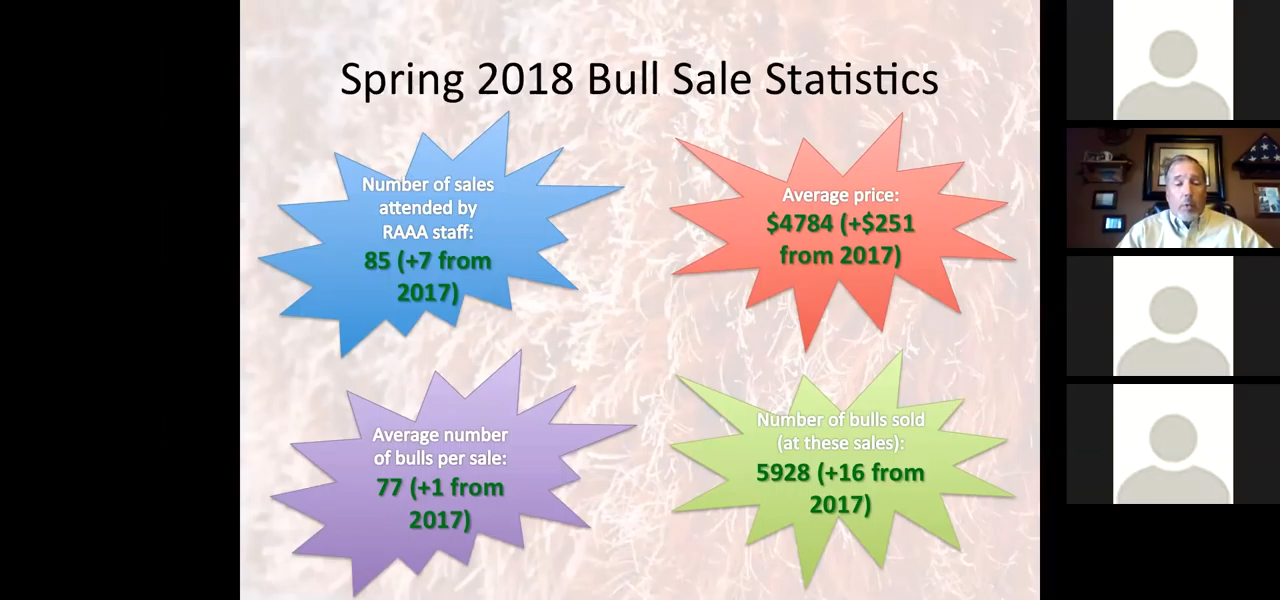 Spring 2018 Bull Sale Statistics
Number of sales
attended by
RAAA staff:
85 (+7 from
2017)
Average price:
$4784 (+$251
from 2017)
Average number
of bulls per sale:
77 (+1 from
2017)
Number of bulls sold
(at these sales):
5928 (+16 from
2017)